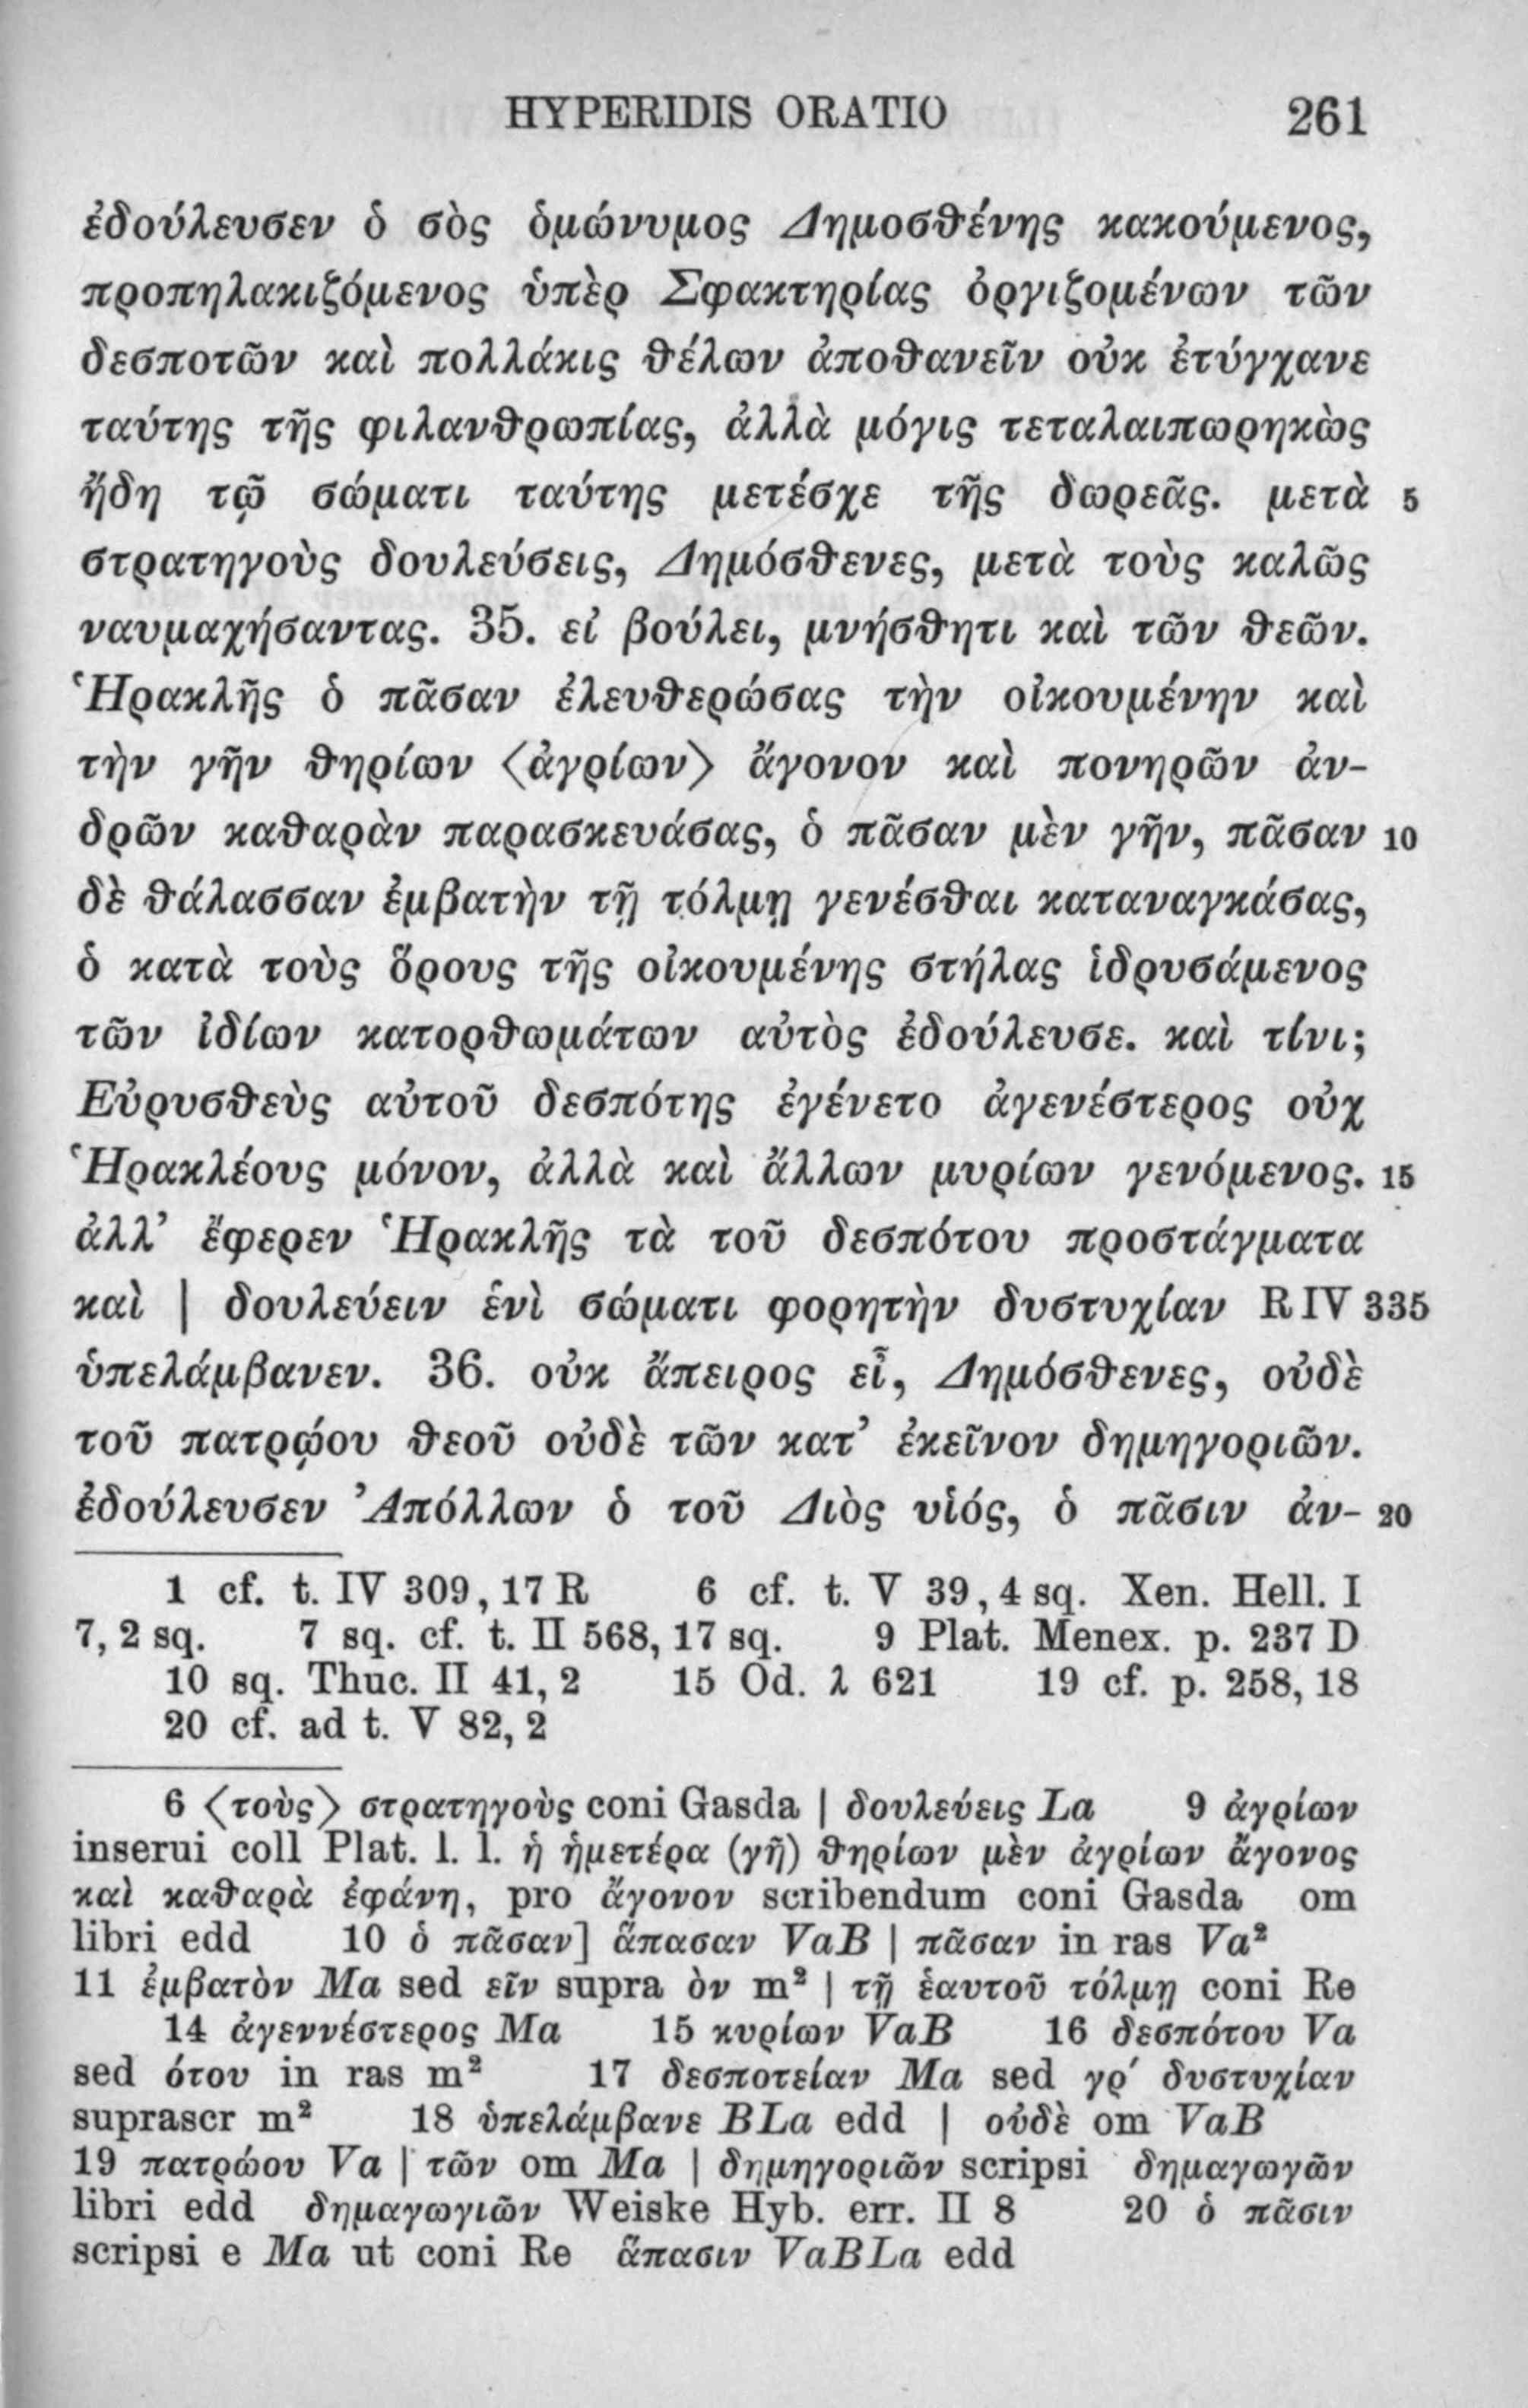 HYPERIDIS ORATIO 261
ἐδούλευσεν ὁ σὸς ὁμώνυμος Δημοσθένης κακούμενος,
προπηλακιζόμενος ὑπὲρ Σφακτηρίας ὀργιζομένων τῶν
δεσποτῶν καὶ πολλάκις θέλων ἀποθανεῖν οὐκ ἐτύγχανε
ταύτης τῆς φιλανθρωπίας, ἀλλὰ μόγις τεταλαιπωρηκὼς
ἤδη τῷ σώματι ταύτης μετέσχε τῆς δωρεᾶς. μετὰ 5
στρατηγοὺς δουλεύσεις, Δημόσθενες, μετὰ τοὺς καλῶς
ναυμαχήσαντας. 35. εἰ βούλει, μνήσθητι καὶ τῶν θεῶν.
Ἡρακλῆς ὁ πᾶσαν ἐλευθερώσας τὴν οἰκουμένην καὶ
τὴν γῆν θηρίων ⟨ἀγρίων⟩ ἄγονον καὶ πονηρῶν ἀν-
δρῶν καθαρὰν παρασκευάσας, ὁ πᾶσαν μὲν γῆν, πᾶσαν 10
δὲ θάλασσαν ἐμβατὴν τῇ τόλμῃ γενέσθαι καταναγκάσας,
ὁ κατὰ τοὺς ὅρους τῆς οἰκουμένης στήλας ἱδρυσάμενος
τῶν ἰδίων κατορθωμάτων αὐτὸς ἐδούλευσε. καὶ τίνι;
Εὐρυσθεὺς αὐτοῦ δεσπότης ἐγένετο ἀγενέστερος οὐχ
Ἡρακλέους μόνον, ἀλλὰ καὶ ἄλλων μυρίων γενόμενος. 15
ἀλλ’ ἔφερεν Ἡρακλῆς τὰ τοῦ δεσπότου προστάγματα
καὶ | δουλεύειν ἑνὶ σώματι φορητὴν δυστυχίαν R IV 335
ὑπελάμβανεν. 36. οὐκ ἄπειρος εἶ, Δημόσθενες, οὐδὲ
τοῦ πατρῴου θεοῦ οὐδὲ τῶν κατ’ ἐκεῖνον δημηγοριῶν.
ἐδούλευσεν Ἀπόλλων ὁ τοῦ Διὸς υἱός, ὁ πᾶσιν ἀν- 20
1 cf. t. IV 309, 17 R 6 cf. t. V 39, 4 sq. Xen. Hell. I
7, 2 sq. 7 sq. cf. t. II 568, 17 sq. 9 Plat. Menex. p. 237 D
10 sq. Thuc. II 41, 2 15 Od. λ 621 19 cf. p. 258, 18
20 cf. ad t. V 82, 2
6 ⟨τοὺς⟩ στρατηγοὺς coni Gasda | δουλεύεις La 9 ἀγρίων
inserui coll Plat. l. l. ἡ ἡμετέρα (γῆ) θηρίων μὲν ἀγρίων ἄγονος
καὶ καθαρὰ ἐφάνη, pro ἄγονον scribendum coni Gasda om
libri edd 10 ὁ πᾶσαν] ἅπασαν VaB | πᾶσαν in ras Va²
11 ἐμβατὸν Ma sed εῖν supra ὸν m² | τῇ ἑαυτοῦ τόλμῃ coni Re
14 ἀγεννέστερος Ma 15 κυρίων VaB 16 δεσπότου Va
sed ότου in ras m² 17 δεσποτείαν Ma sed γρ΄ δυστυχίαν
suprascr m² 18 ὑπελάμβανε BLa edd | οὐδὲ om VaB
19 πατρώου Va | τῶν om Ma | δημηγοριῶν scripsi δημαγωγῶν
libri edd δημαγωγιῶν Weiske Hyb. err. II 8 20 ὁ πᾶσιν
scripsi e Ma ut coni Re ἅπασιν VaBLa edd